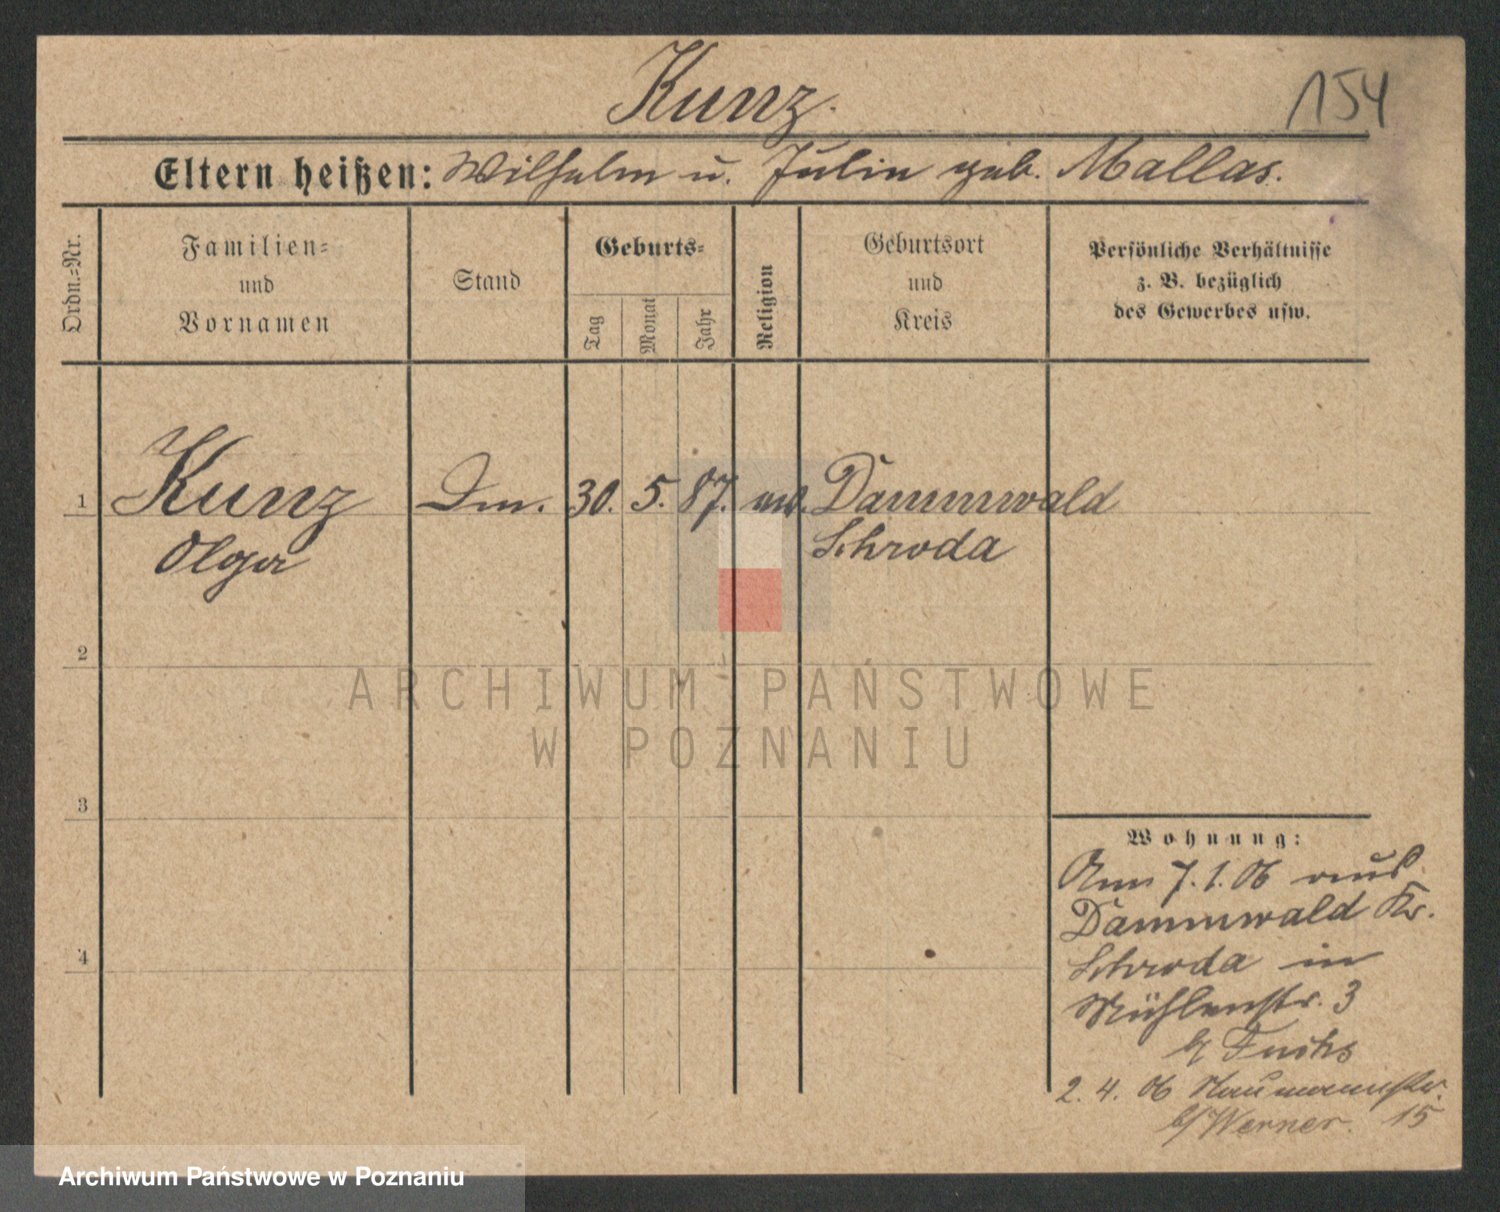 Kunz.
154
Eltern heißen: Wilhelm u. Julie geb. Mallas.
Ordn.-Nr.
Familien-
und
Vornamen
Stand
Geburts-
Tag
Monat
Jahr
Religion
Geburtsort
und
Kreis
Persönliche Verhältnisse
z. B. bezüglich
des Gewerbes usw.
1
Kunz
Olga
30.
5.
87.
Dammwald
Schroda
2
ARCHIWUM PAŃSTWOWE
W POZNANIU
3
4
Wohnung:
7. 1. 06 aus
Dammwald Kr.
Schroda in
Mühlenstr. 3
b/ Fuchs
2. 4. 06 Naumannstr.
b/ Werner. 15
Archiwum Państwowe w Poznaniu